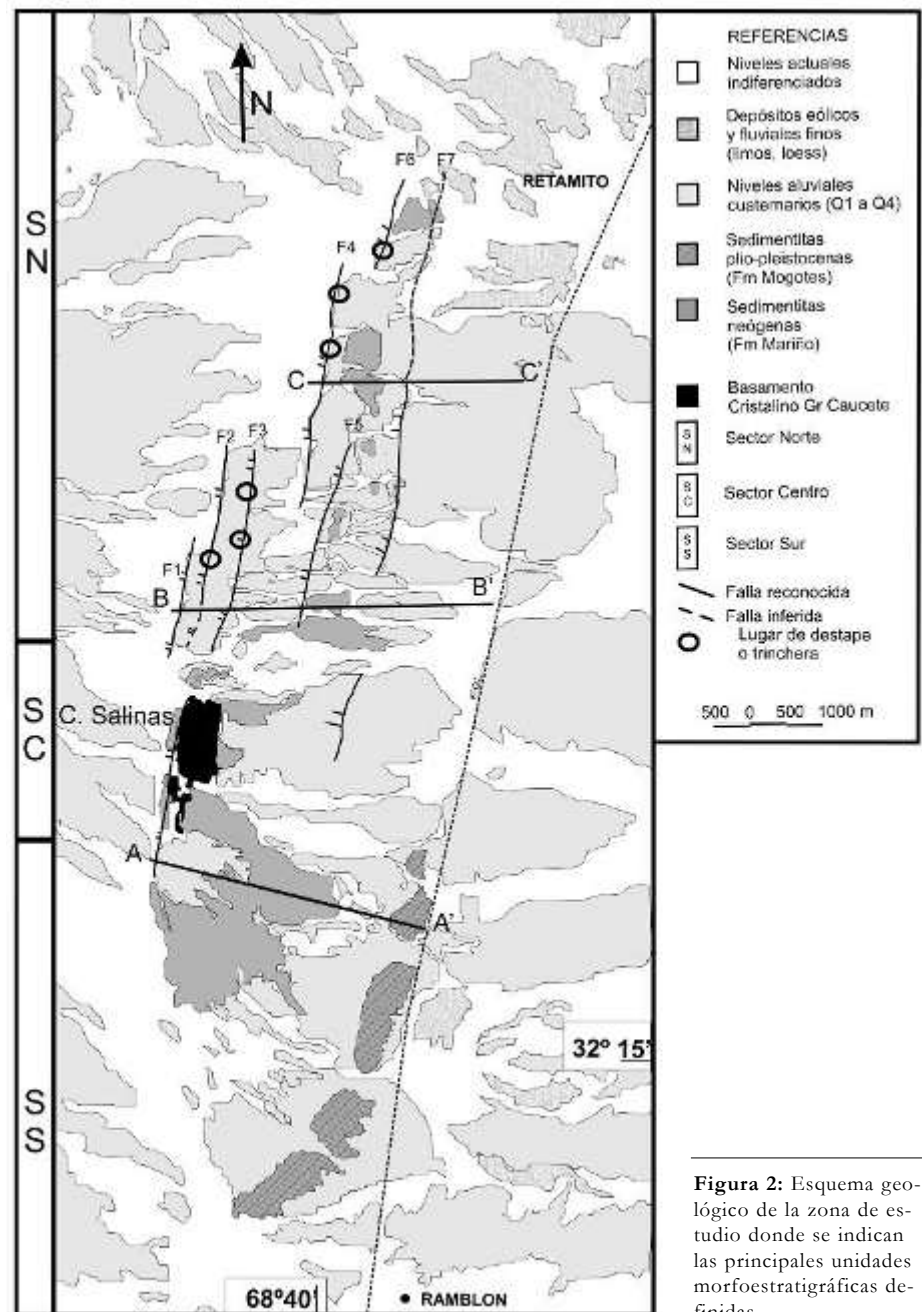 N
F6 F7
RETAMITO
F4
C C'
F5
F2 F3
F1
B B'
C. Salinas
A
A'
32º 15'
68º40'
RAMBLON
S
N
S
C
S
S
REFERENCIAS
Niveles actuales
indiferenciados
Depósitos eólicos
y fluviales finos
(limos, loess)
Niveles aluviales
cuaternarios (Q1 a Q4)
Sedimentitas
plio-pleistocenas
(Fm Mogotes)
Sedimentitas
neógenas
(Fm Mariño)
Basamento
Cristalino Gr Caucete
S
N
Sector Norte
S
C
Sector Centro
S
S
Sector Sur
Falla reconocida
Falla inferida
Lugar de destape
o trinchera
500 0 500 1000 m
Figura 2: Esquema geo-
lógico de la zona de es-
tudio donde se indican
las principales unidades
morfoestratigráficas de-